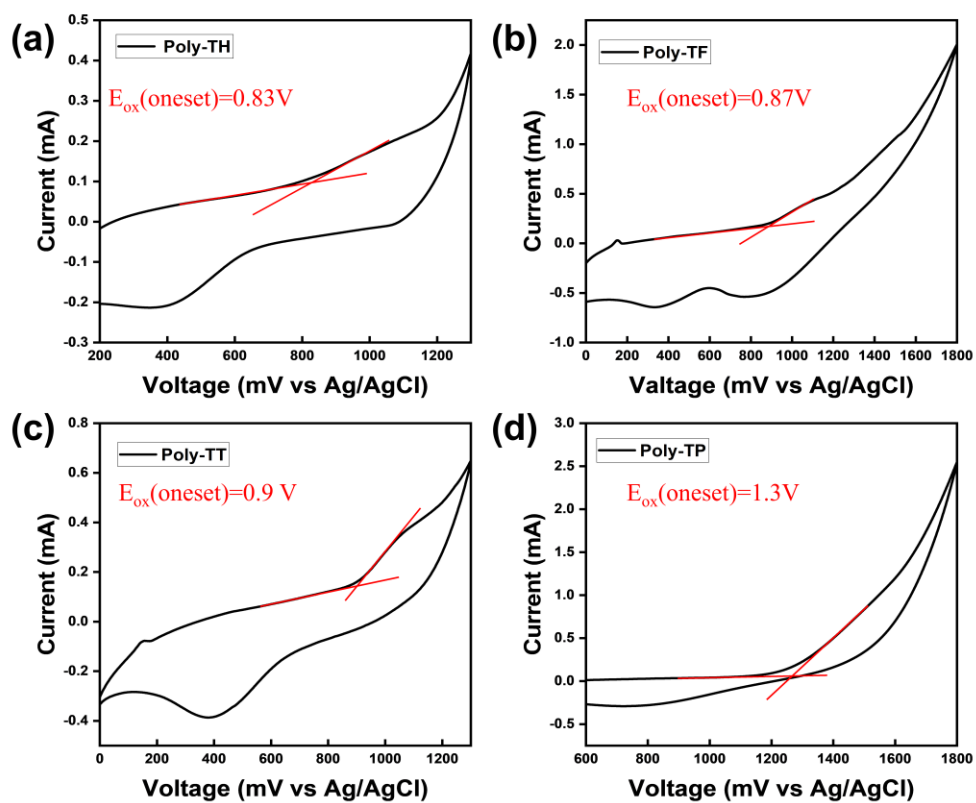 (a)
Poly-TH
E_ox(oneset)=0.83V
Current (mA)
0.5
0.4
0.3
0.2
0.1
0.0
-0.1
-0.2
-0.3
200 400 600 800 1000 1200
Voltage (mV vs Ag/AgCl)
(b)
Poly-TF
E_ox(oneset)=0.87V
Current (mA)
2.0
1.5
1.0
0.5
0.0
-0.5
-1.0
0 200 400 600 800 1000 1200 1400 1600 1800
Valtage (mV vs Ag/AgCl)
(c)
Poly-TT
E_ox(oneset)=0.9 V
Current (mA)
0.8
0.6
0.4
0.2
0.0
-0.2
-0.4
0 200 400 600 800 1000 1200
Voltage (mV vs Ag/AgCl)
(d)
Poly-TP
E_ox(oneset)=1.3V
Current (mA)
3.0
2.5
2.0
1.5
1.0
0.5
0.0
-0.5
600 800 1000 1200 1400 1600 1800
Voltage (mV vs Ag/AgCl)